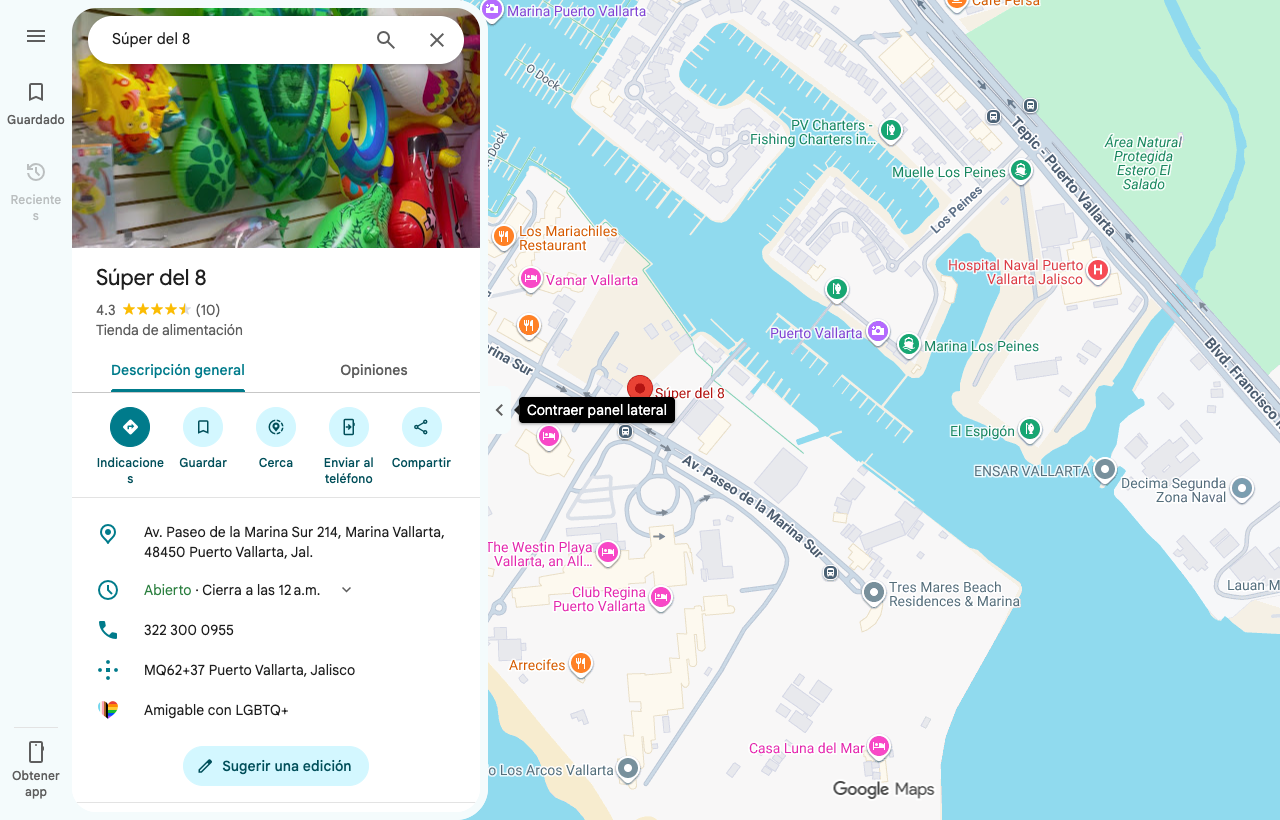 Súper del 8
Guardado
Reciente
s
Súper del 8
4.3
(10)
Tienda de alimentación
Descripción general
Opiniones
Indicacione
s
Guardar
Cerca
Enviar al
teléfono
Compartir
Av. Paseo de la Marina Sur 214, Marina Vallarta,
48450 Puerto Vallarta, Jal.
Abierto · Cierra a las 12 a.m.
322 300 0955
MQ62+37 Puerto Vallarta, Jalisco
Amigable con LGBTQ+
Sugerir una edición
Obtener
app
Contraer panel lateral
Marina Puerto Vallarta
Café Persa
O Dock
Dock
PV Charters -
Fishing Charters in...
Muelle Los Peines
Tepic - Puerto Vallarta
Área Natural
Protegida
Estero El
Salado
Los Peines
Los Mariachiles
Restaurant
Vamar Vallarta
Hospital Naval Puerto
Vallarta Jalisco
H
Puerto Vallarta
Marina Los Peines
Blvd. Francisco
rina Sur
Súper del 8
El Espigón
ENSAR VALLARTA
Decima Segunda
Zona Naval
Av. Paseo de la Marina Sur
The Westin Playa
Vallarta, an All...
Club Regina
Puerto Vallarta
Tres Mares Beach
Residences & Marina
Lauan M
Arrecifes
Casa Luna del Mar
o Los Arcos Vallarta
Google Maps